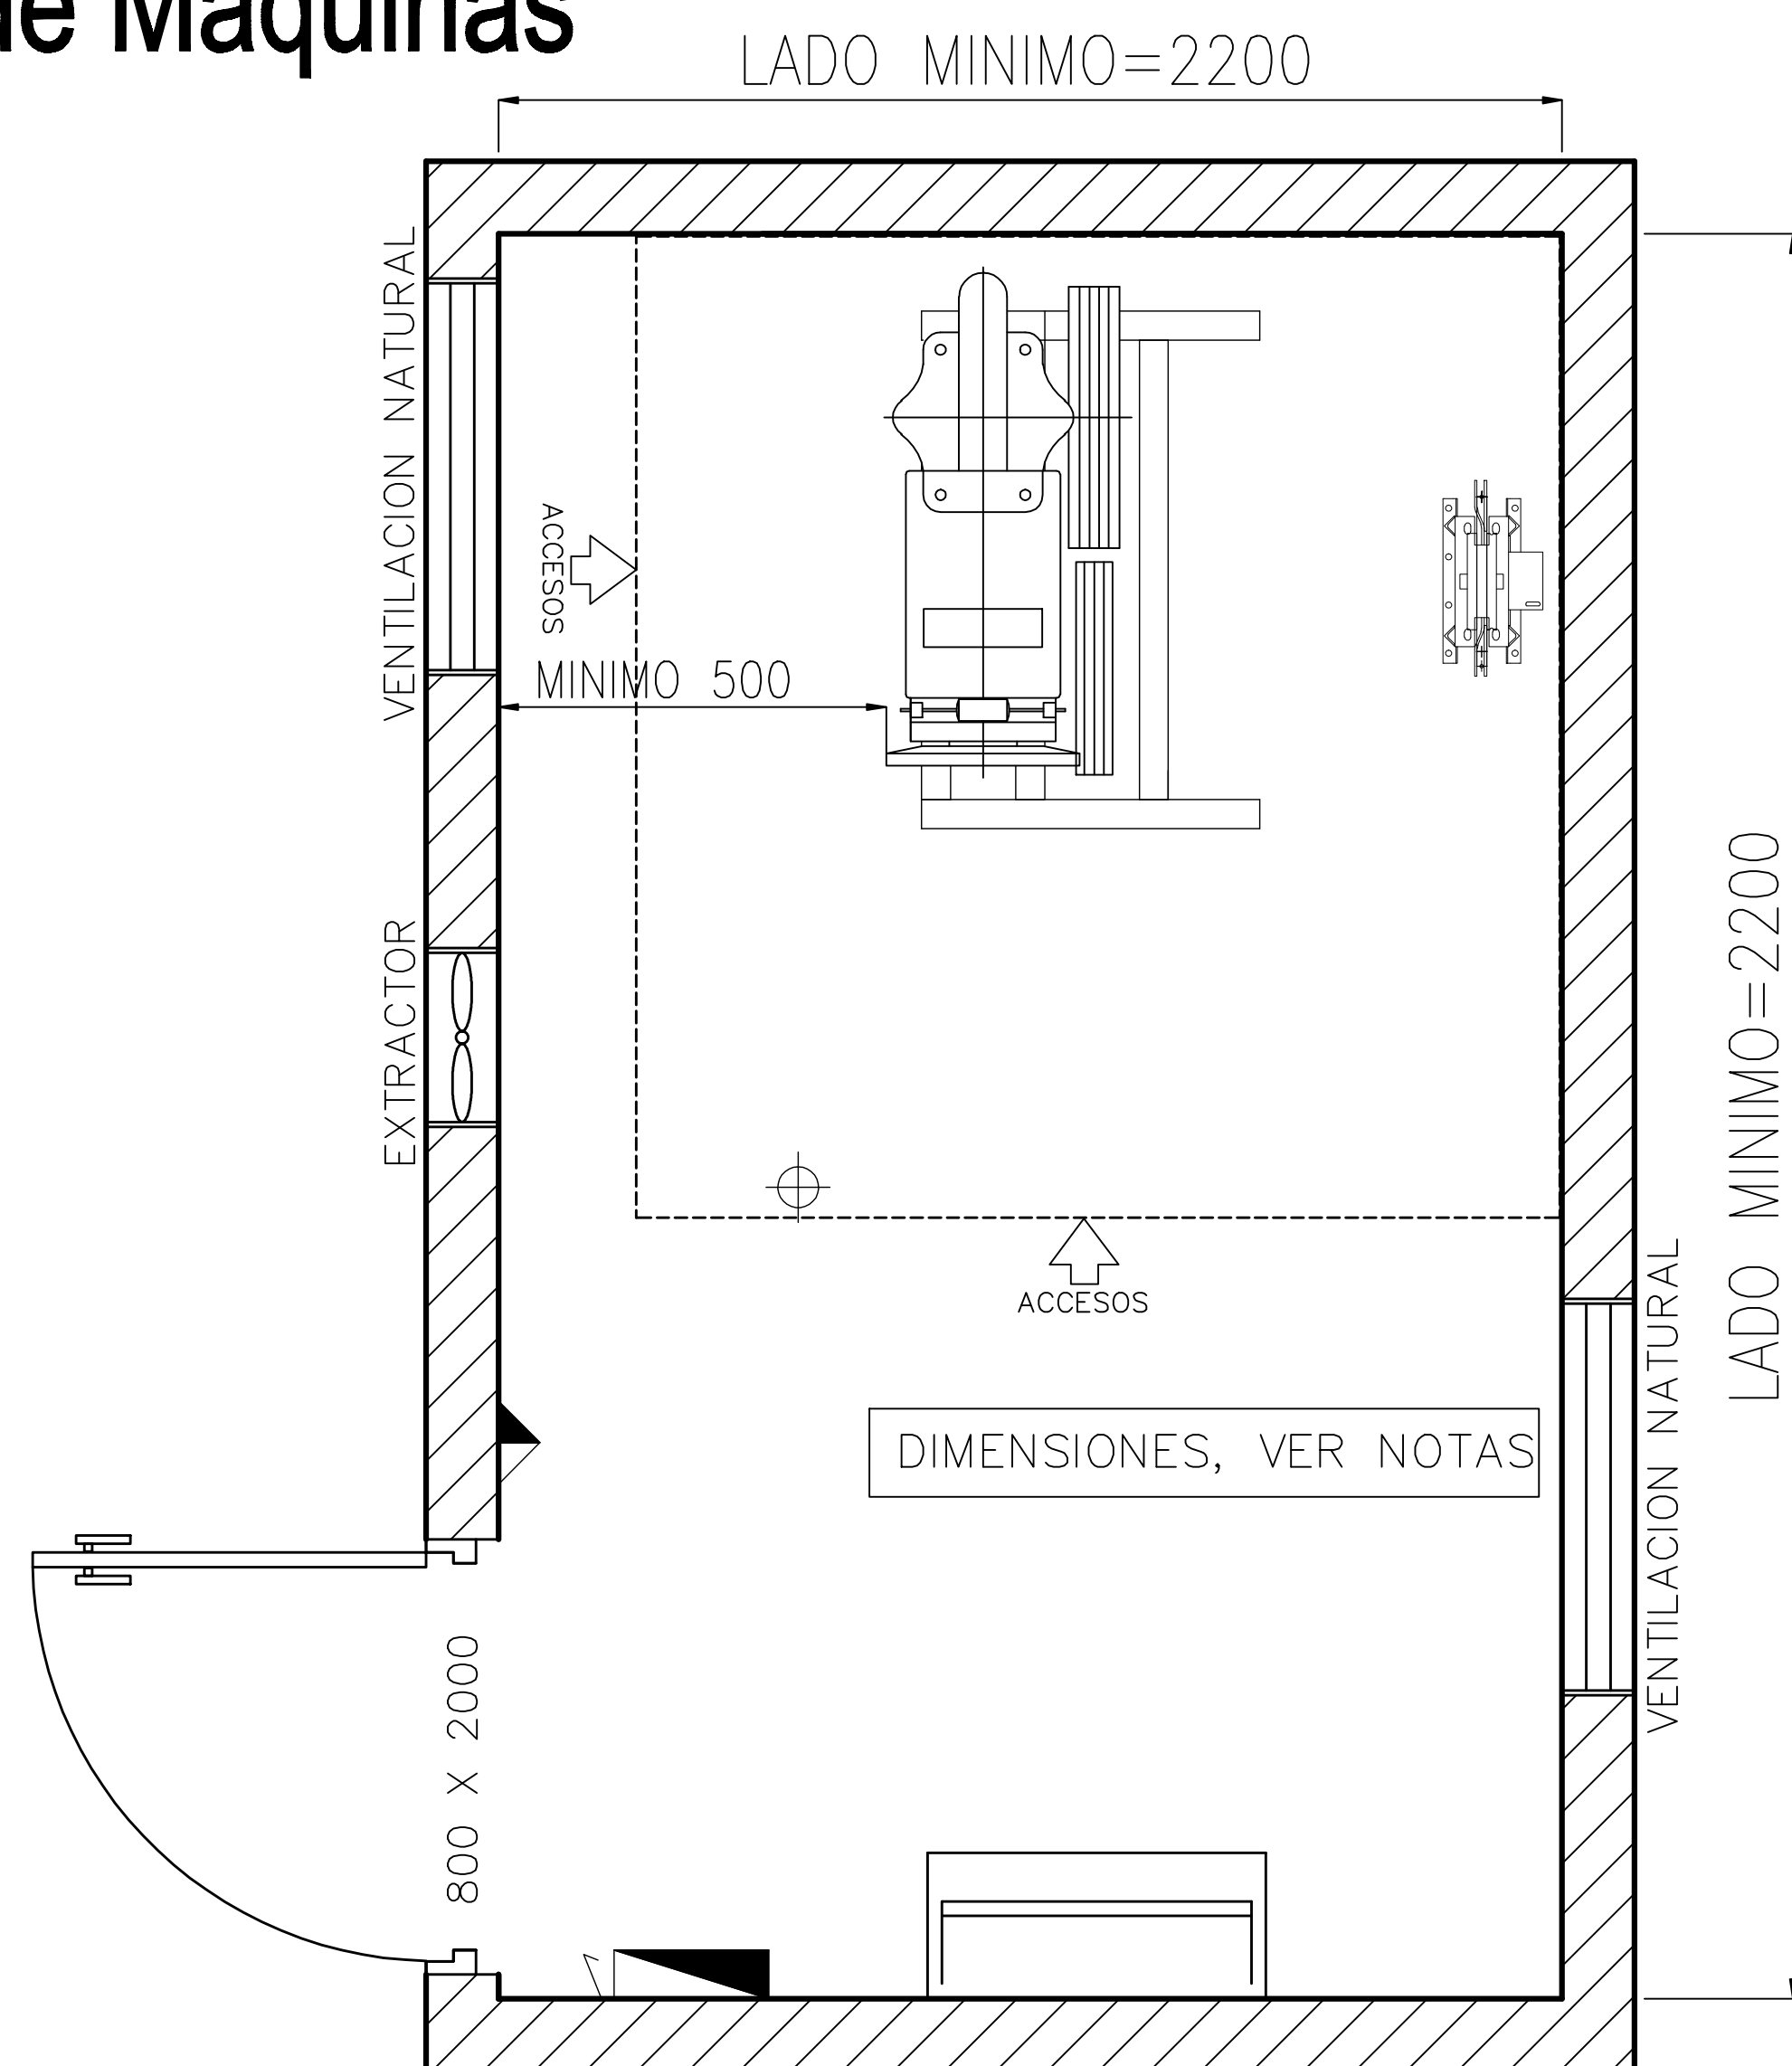 de Maquinas
LADO MINIMO=2200
VENTILACION NATURAL
ACCESOS
MINIMO 500
EXTRACTOR
LADO MINIMO=2200
ACCESOS
DIMENSIONES, VER NOTAS
VENTILACION NATURAL
800 X 2000